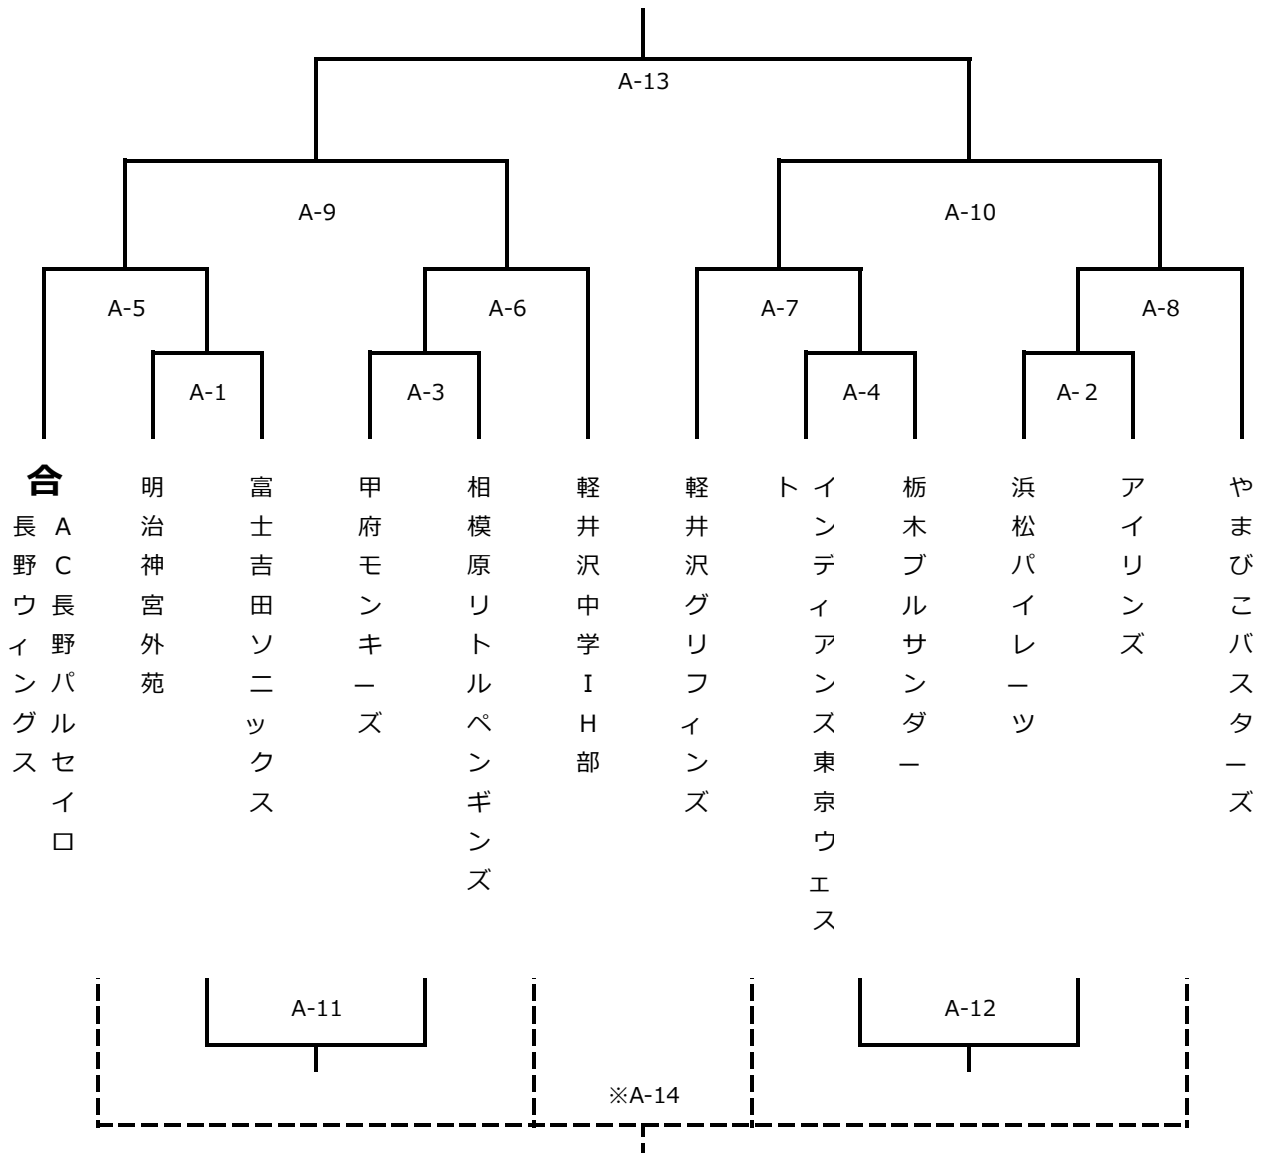 A-13
A-9
A-10
A-5
A-6
A-7
A-8
A-1
A-3
A-4
A-2
合
ＡＣ長野パルセイロ
長野ウィングス
明治神宮外苑
富士吉田ソニックス
甲府モンキーズ
相模原リトルペンギンズ
軽井沢中学ＩＨ部
軽井沢グリフィンズ
インディアンズ東京ウェス
ト
栃木ブルサンダー
浜松パイレーツ
アイリンズ
やまびこバスターズ
A-11
A-12
※A-14